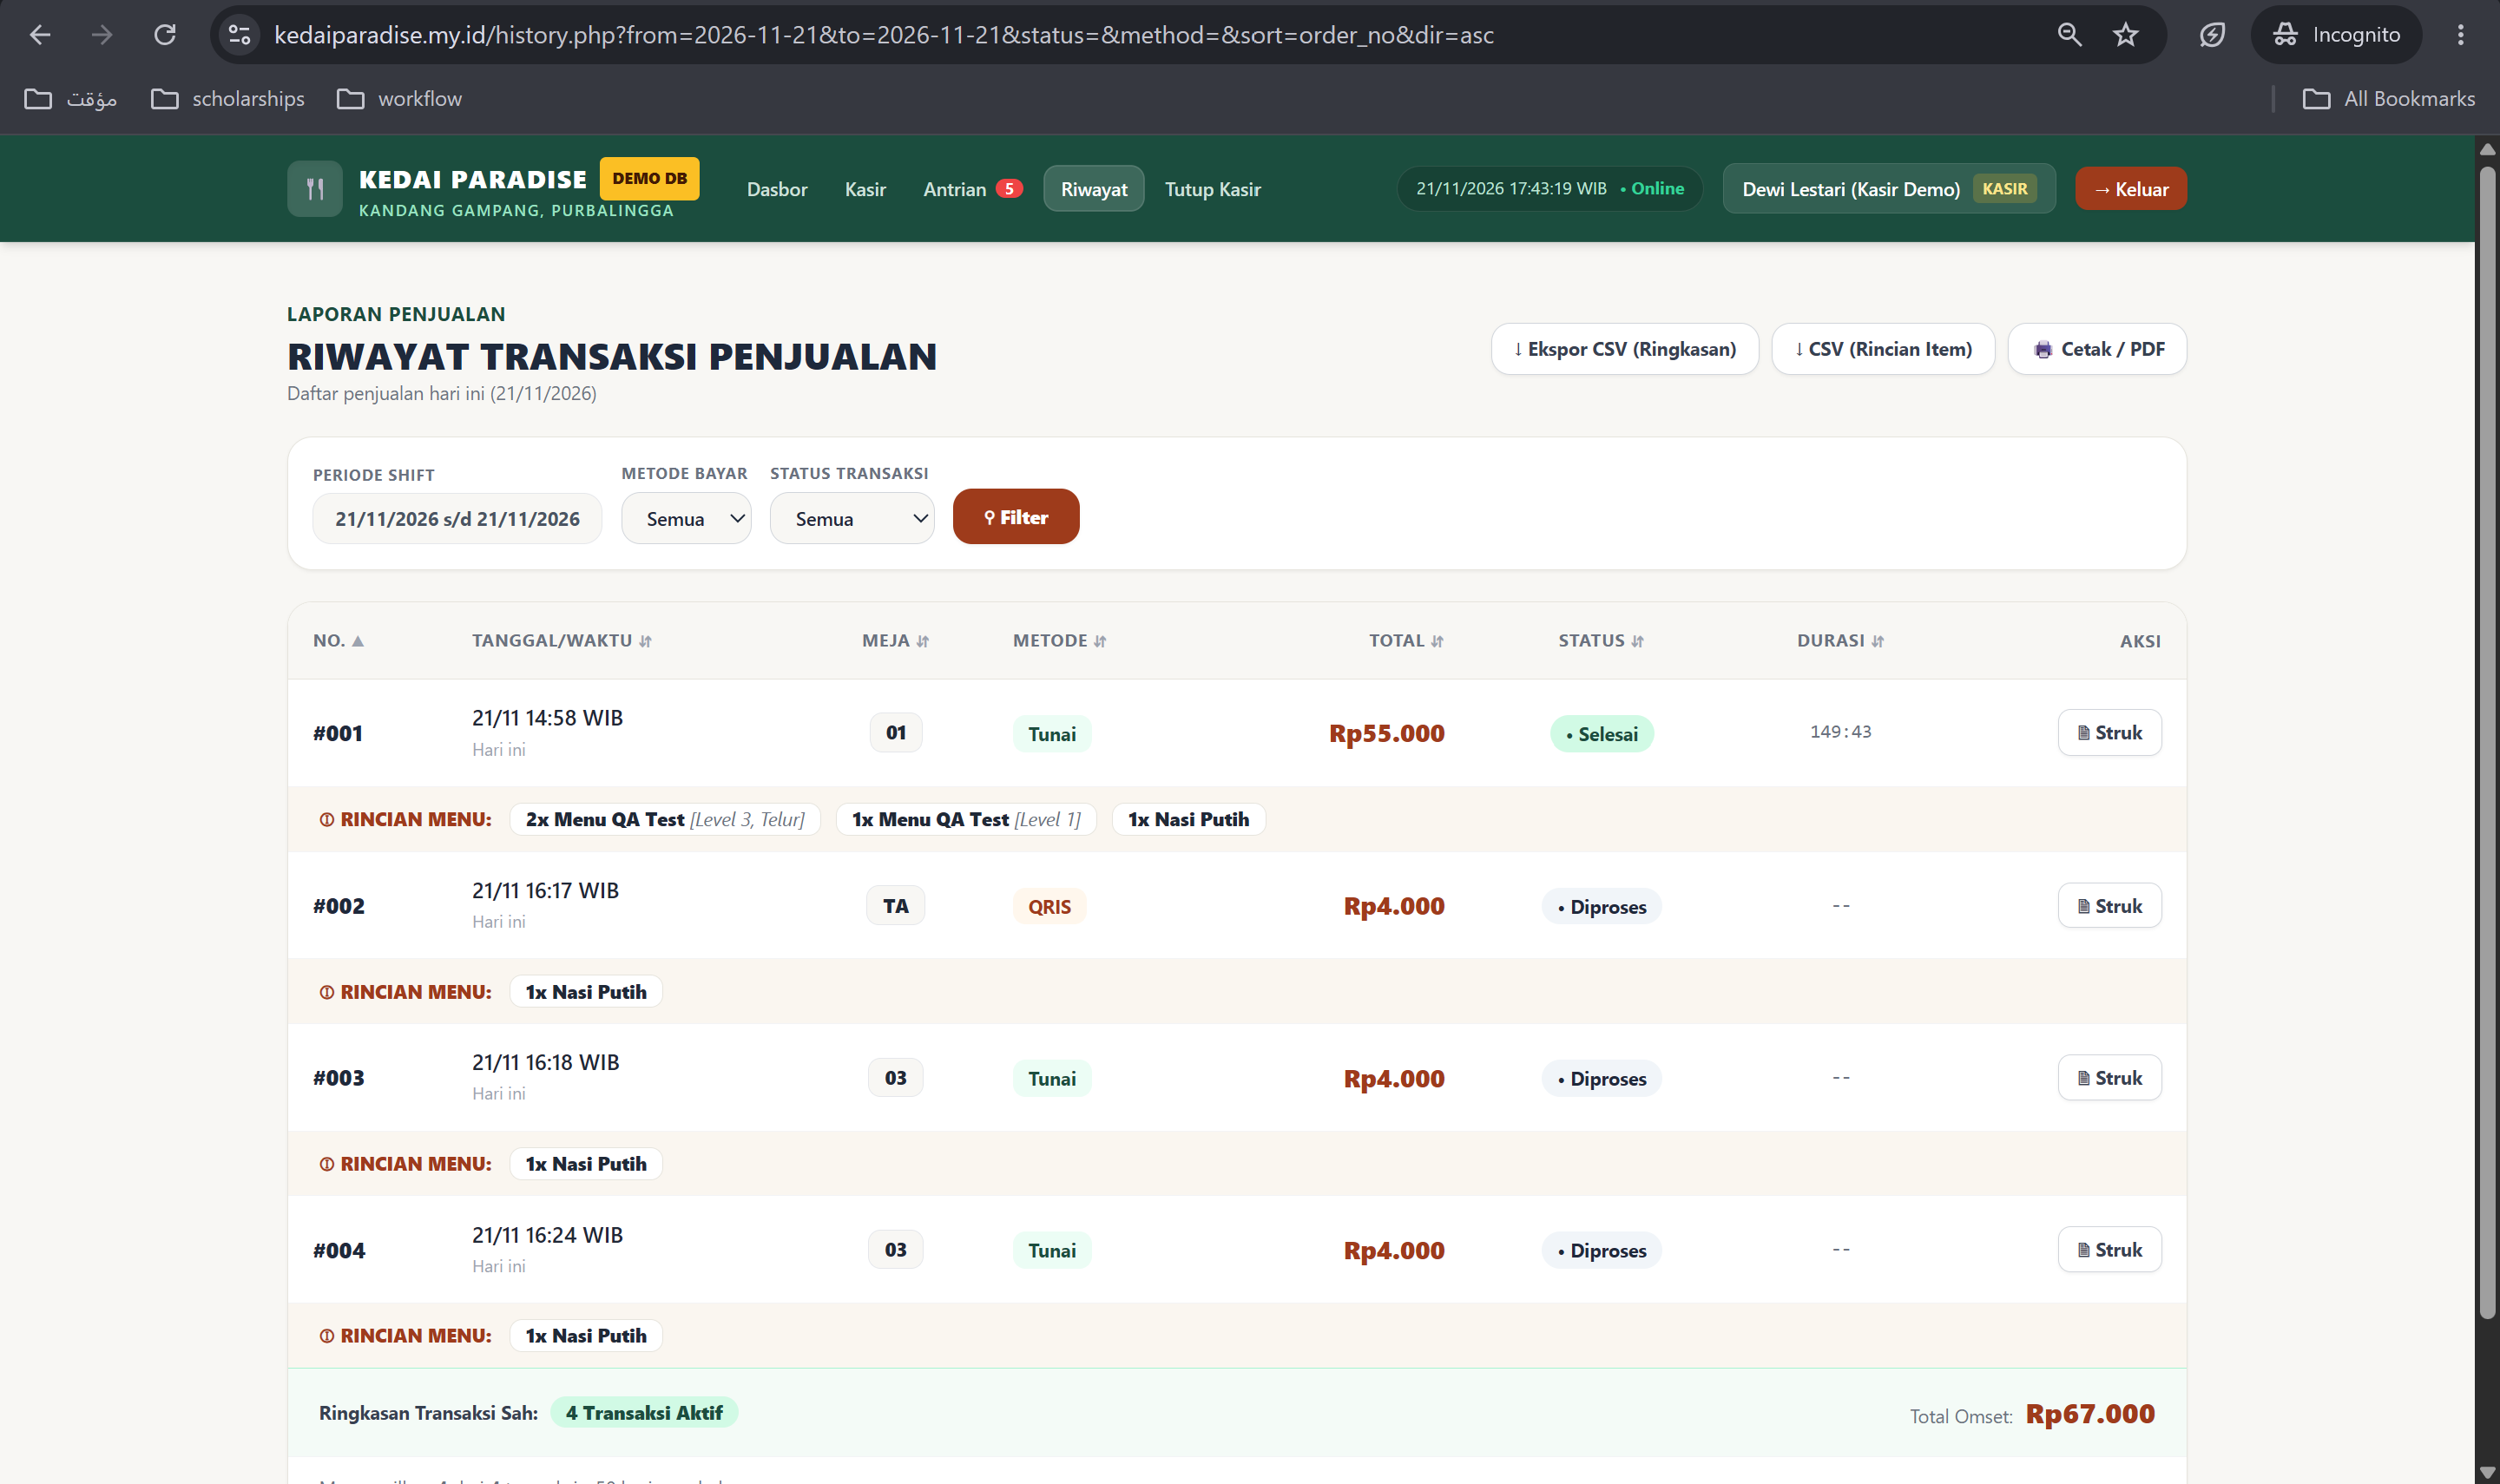 kedaiparadise.my.id/history.php?from=2026-11-21&to=2026-11-21&status=&method=&sort=order_no&dir=asc
Incognito
مؤقت
scholarships
workflow
All Bookmarks
KEDAI PARADISE DEMO DB
KANDANG GAMPANG, PURBALINGGA
Dasbor
Kasir
Antrian 5
Riwayat
Tutup Kasir
21/11/2026 17:43:19 WIB • Online
Dewi Lestari (Kasir Demo) KASIR
→ Keluar
LAPORAN PENJUALAN
RIWAYAT TRANSAKSI PENJUALAN
Daftar penjualan hari ini (21/11/2026)
↓ Ekspor CSV (Ringkasan)
↓ CSV (Rincian Item)
Cetak / PDF
PERIODE SHIFT
METODE BAYAR
STATUS TRANSAKSI
21/11/2026 s/d 21/11/2026
Semua
Semua
Filter
NO. ▲ TANGGAL/WAKTU MEJA METODE TOTAL STATUS DURASI AKSI
#001 21/11 14:58 WIB 01 Tunai Rp55.000 • Selesai 149:43 Struk
Hari ini
RINCIAN MENU: 2x Menu QA Test [Level 3, Telur] 1x Menu QA Test [Level 1] 1x Nasi Putih
#002 21/11 16:17 WIB TA QRIS Rp4.000 • Diproses -- Struk
Hari ini
RINCIAN MENU: 1x Nasi Putih
#003 21/11 16:18 WIB 03 Tunai Rp4.000 • Diproses -- Struk
Hari ini
RINCIAN MENU: 1x Nasi Putih
#004 21/11 16:24 WIB 03 Tunai Rp4.000 • Diproses -- Struk
Hari ini
RINCIAN MENU: 1x Nasi Putih
Ringkasan Transaksi Sah: 4 Transaksi Aktif
Total Omset: Rp67.000